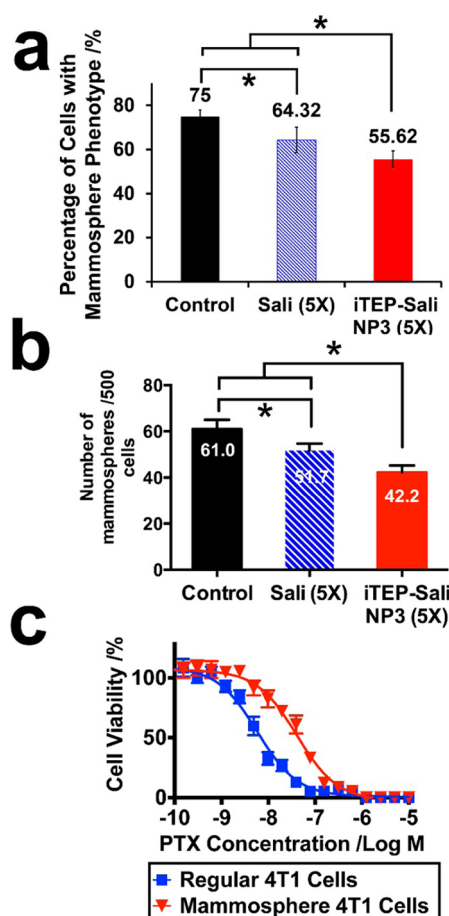 a
*
*
75
64.32
55.62
Percentage of Cells with
Mammosphere Phenotype /%
80
60
40
20
0
Control
Sali (5X)
iTEP-Sali
NP3 (5X)
b
*
*
Number of
mammospheres /500
cells
80
60
40
20
0
61.0
51.7
42.2
Control
Sali (5X)
iTEP-Sali
NP3 (5X)
c
Cell Viability /%
100
50
0
-10
-9
-8
-7
-6
-5
PTX Concentration /Log M
Regular 4T1 Cells
Mammosphere 4T1 Cells